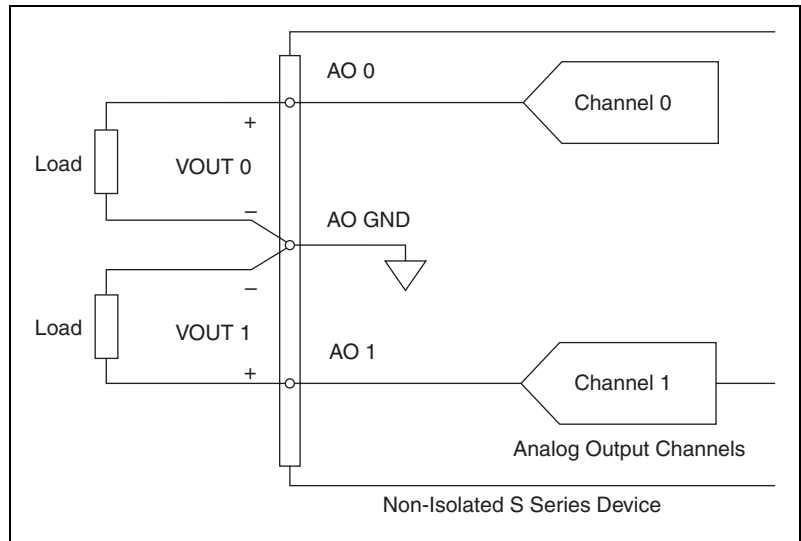 AO 0
Channel 0
+
Load
VOUT 0
–
AO GND
–
Load
VOUT 1
AO 1
+
Channel 1
Analog Output Channels
Non-Isolated S Series Device